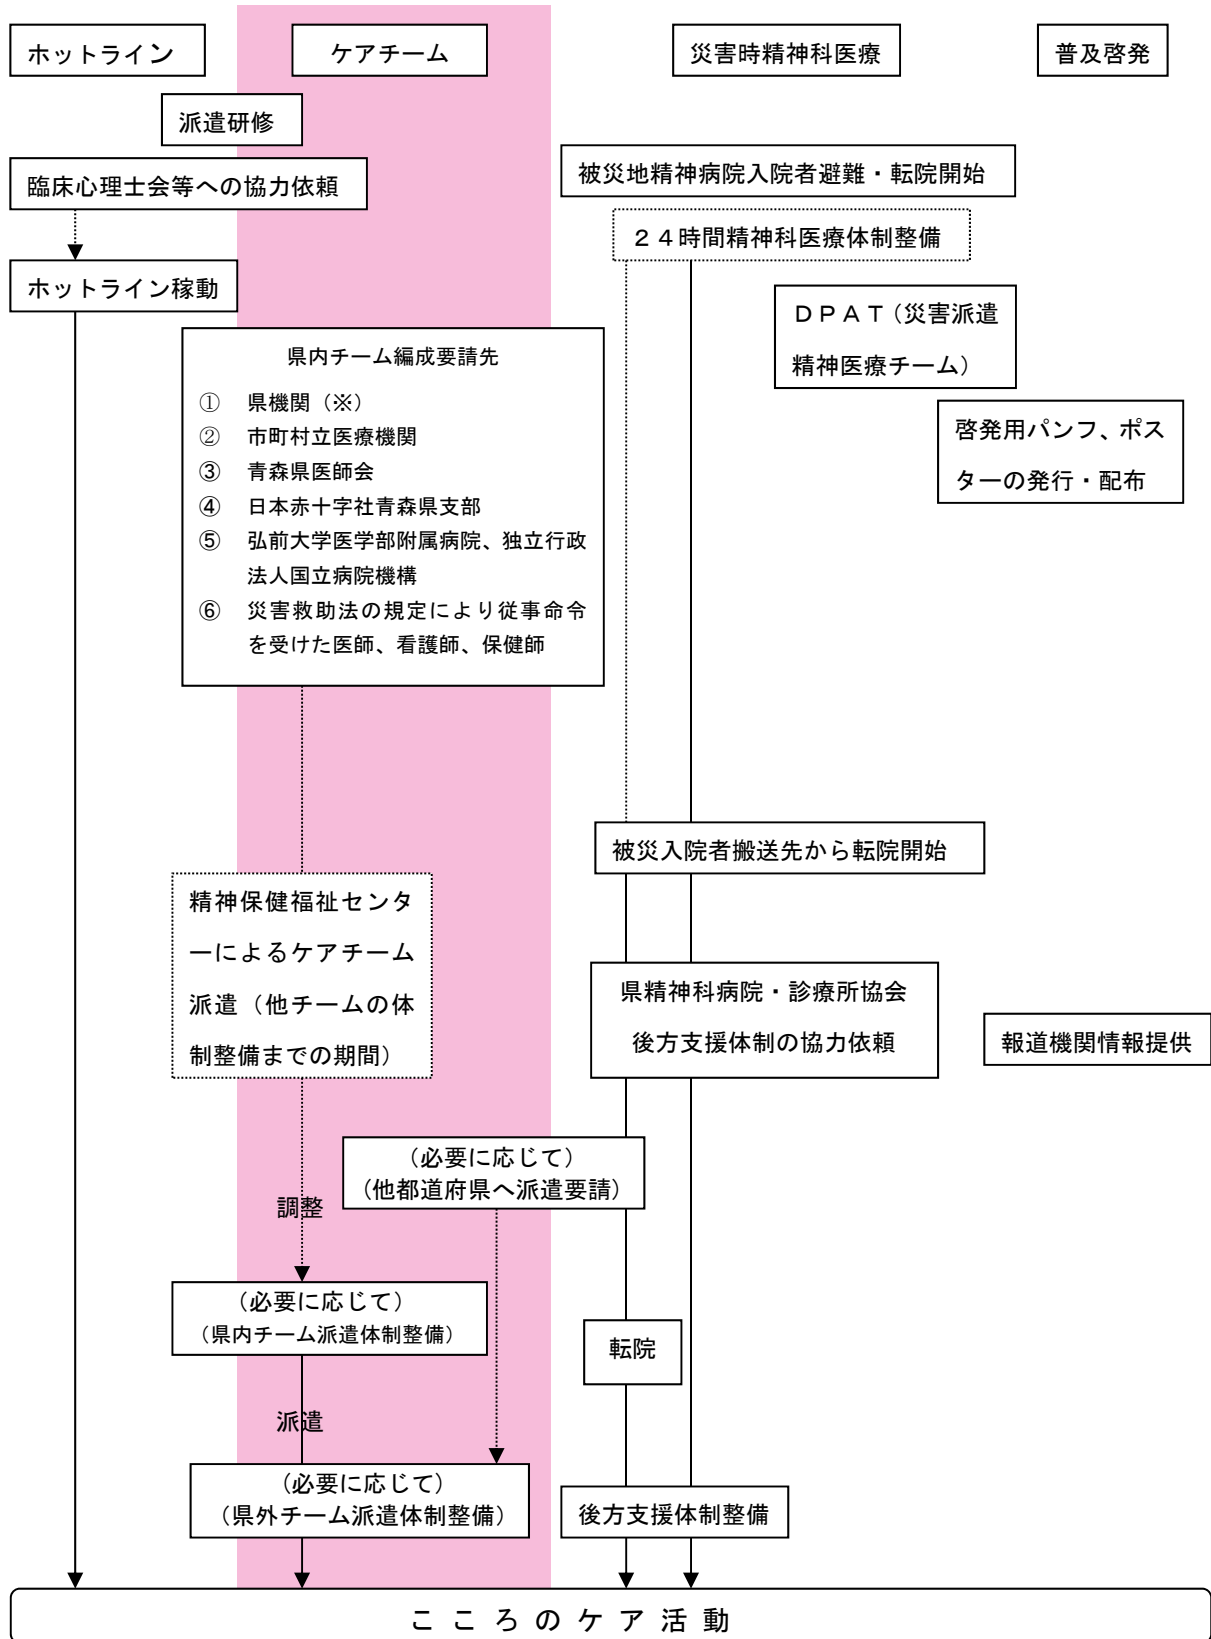 ホットライン
ケアチーム
災害時精神科医療
普及啓発
派遣研修
臨床心理士会等への協力依頼
被災地精神病院入院者避難・転院開始
２４時間精神科医療体制整備
ホットライン稼動
ＤＰＡＴ（災害派遣
精神医療チーム）
県内チーム編成要請先
① 県機関（※）
② 市町村立医療機関
③ 青森県医師会
④ 日本赤十字社青森県支部
⑤ 弘前大学医学部附属病院、独立行政
法人国立病院機構
⑥ 災害救助法の規定により従事命令
を受けた医師、看護師、保健師
啓発用パンフ、ポス
ターの発行・配布
被災入院者搬送先から転院開始
精神保健福祉センタ
ーによるケアチーム
派遣（他チームの体
制整備までの期間）
県精神科病院・診療所協会
後方支援体制の協力依頼
報道機関情報提供
（必要に応じて）
（他都道府県へ派遣要請）
調整
（必要に応じて）
（県内チーム派遣体制整備）
転院
派遣
（必要に応じて）
（県外チーム派遣体制整備）
後方支援体制整備
こころのケア活動